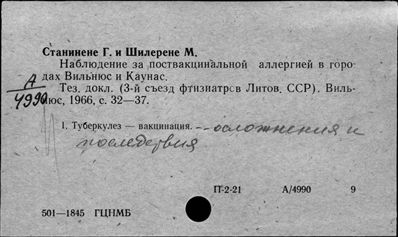 Станинене Г. и Шилерене М.
Наблюдение за поствакцинальной аллергией в горо-
дах Вильнюс и Каунас.
Тез. докл. (3-й съезд фтизиатров Литов. ССР). Виль-
нюс, 1966, с. 32—37.
А
4990
1. Туберкулез — вакцинация. -- осложнения и
последствия
П-2-21 А/4990 9
501—1845 ГЦНМБ